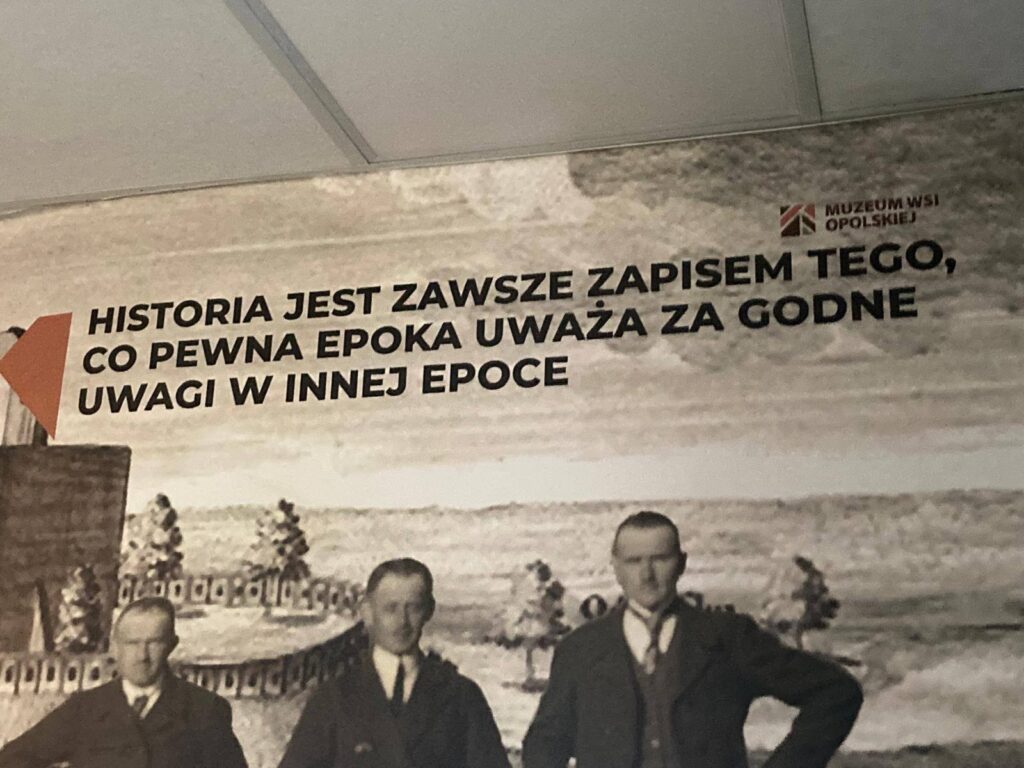 MUZEUM WSI
OPOLSKIEJ
HISTORIA JEST ZAWSZE ZAPISEM TEGO,
CO PEWNA EPOKA UWAŻA ZA GODNE
UWAGI W INNEJ EPOCE